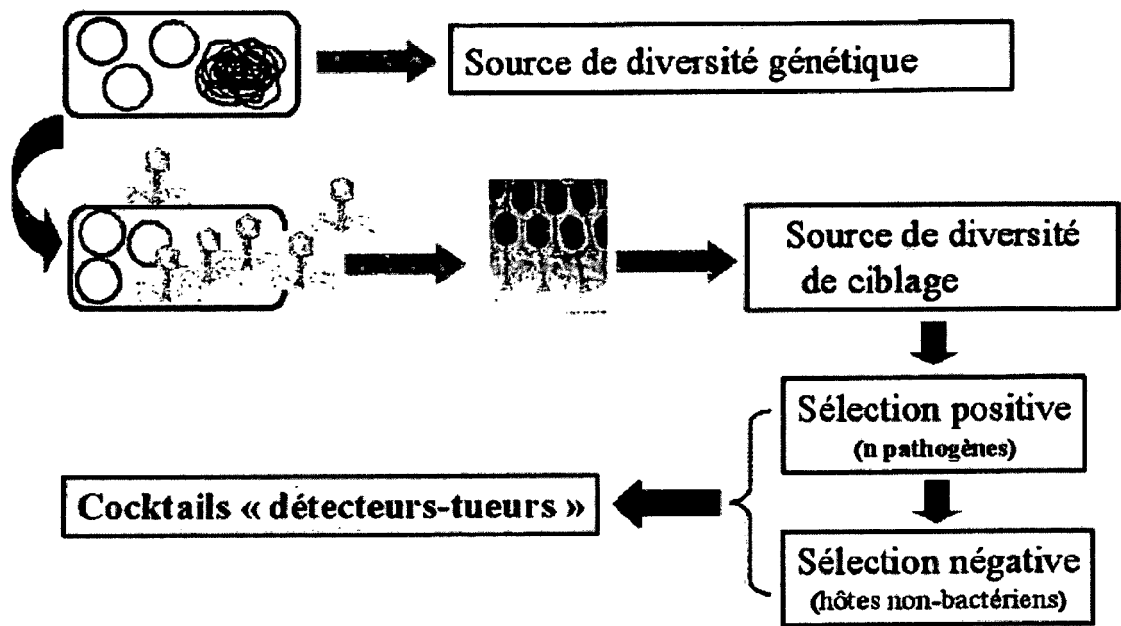 Source de diversité génétique
Source de diversité
de ciblage
Sélection positive
(n pathogènes)
Cocktails « détecteurs-tueurs »
Sélection négative
(hôtes non-bactériens)